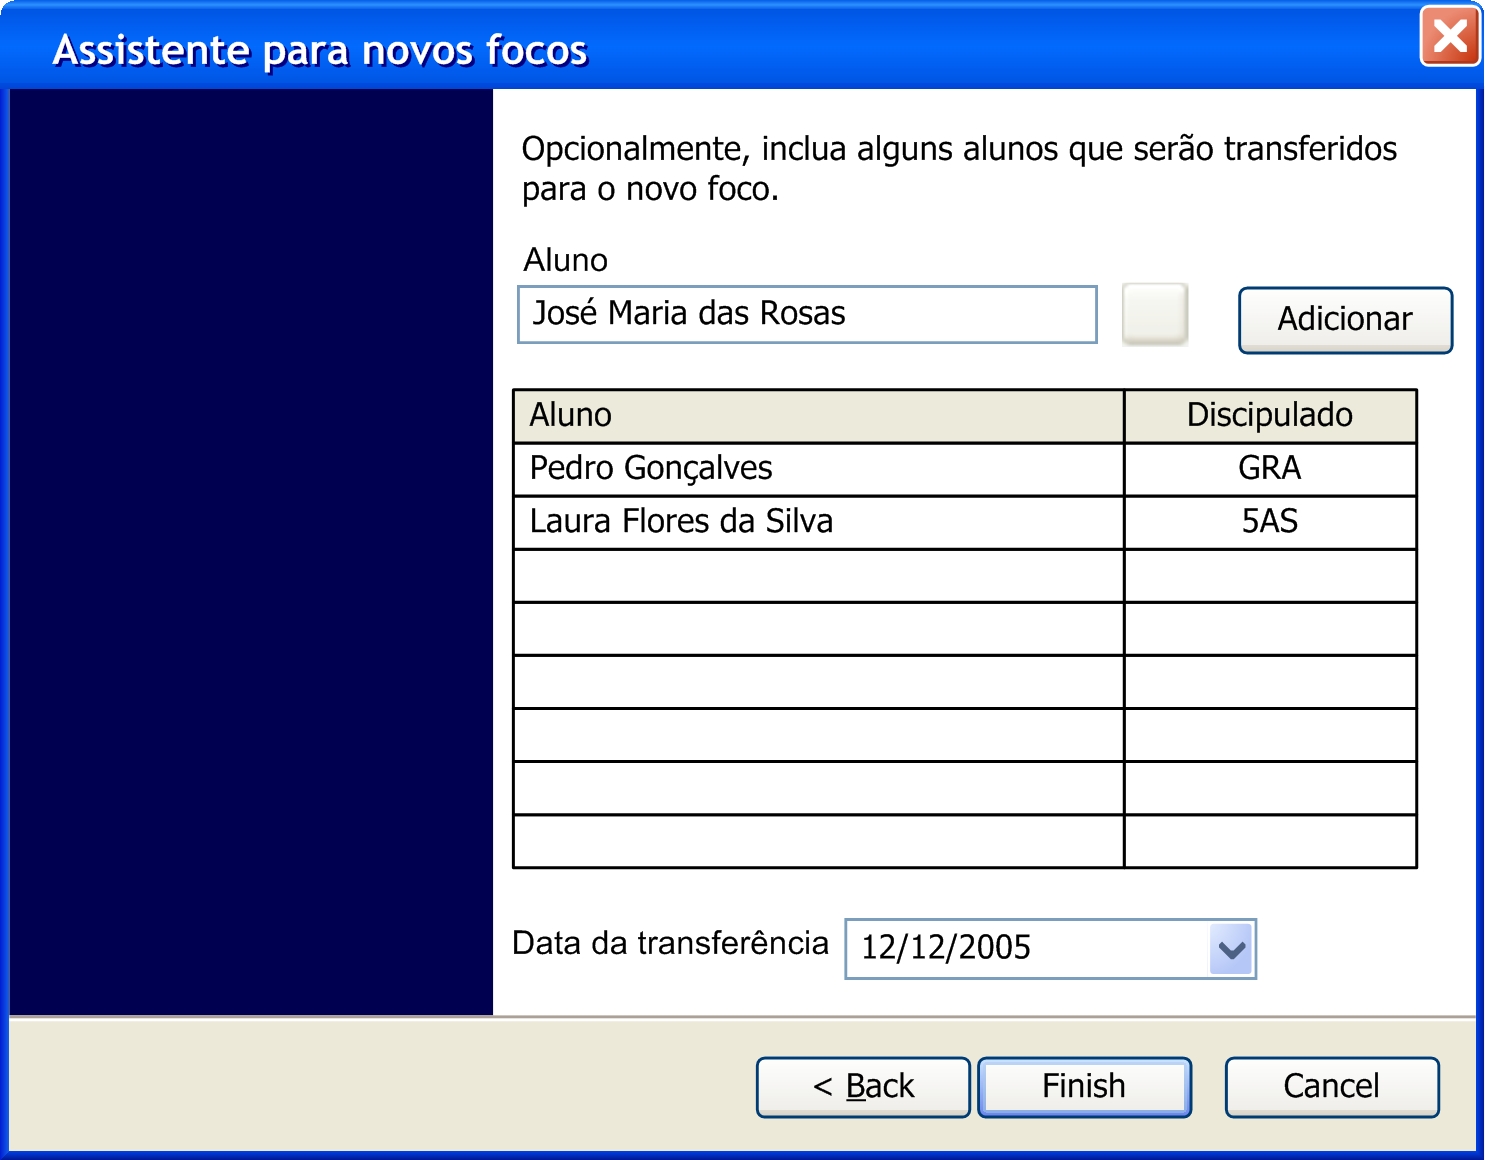 Assistente para novos focos
Opcionalmente, inclua alguns alunos que serão transferidos
para o novo foco.
Aluno
José Maria das Rosas
Adicionar
Aluno Discipulado
Pedro Gonçalves GRA
Laura Flores da Silva 5AS
Data da transferência 12/12/2005
< Back Finish Cancel